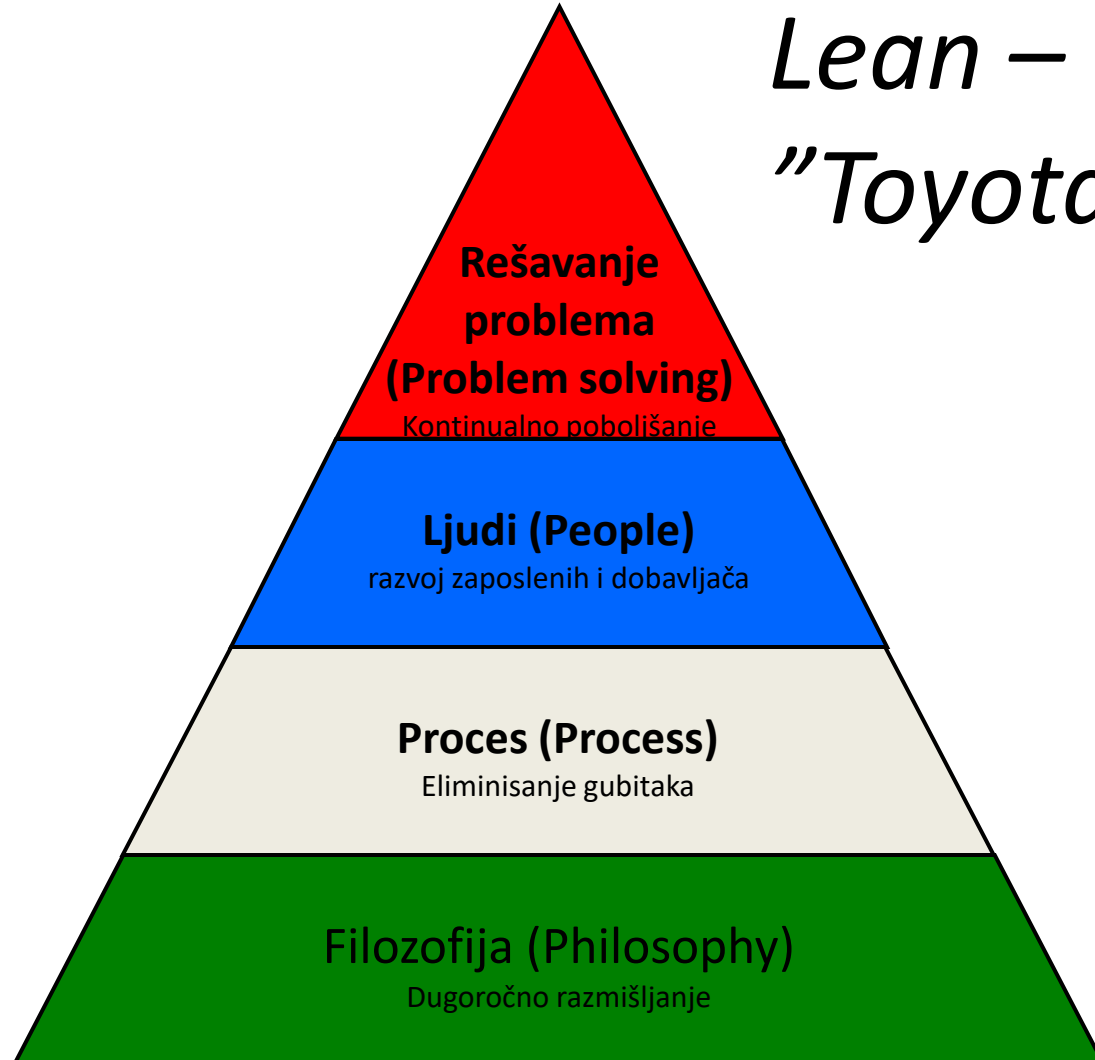 Lean –
”Toyota
Rešavanje
problema
(Problem solving)
Kontinualno poboljšanje
Ljudi (People)
razvoj zaposlenih i dobavljača
Proces (Process)
Eliminisanje gubitaka
Filozofija (Philosophy)
Dugoročno razmišljanje